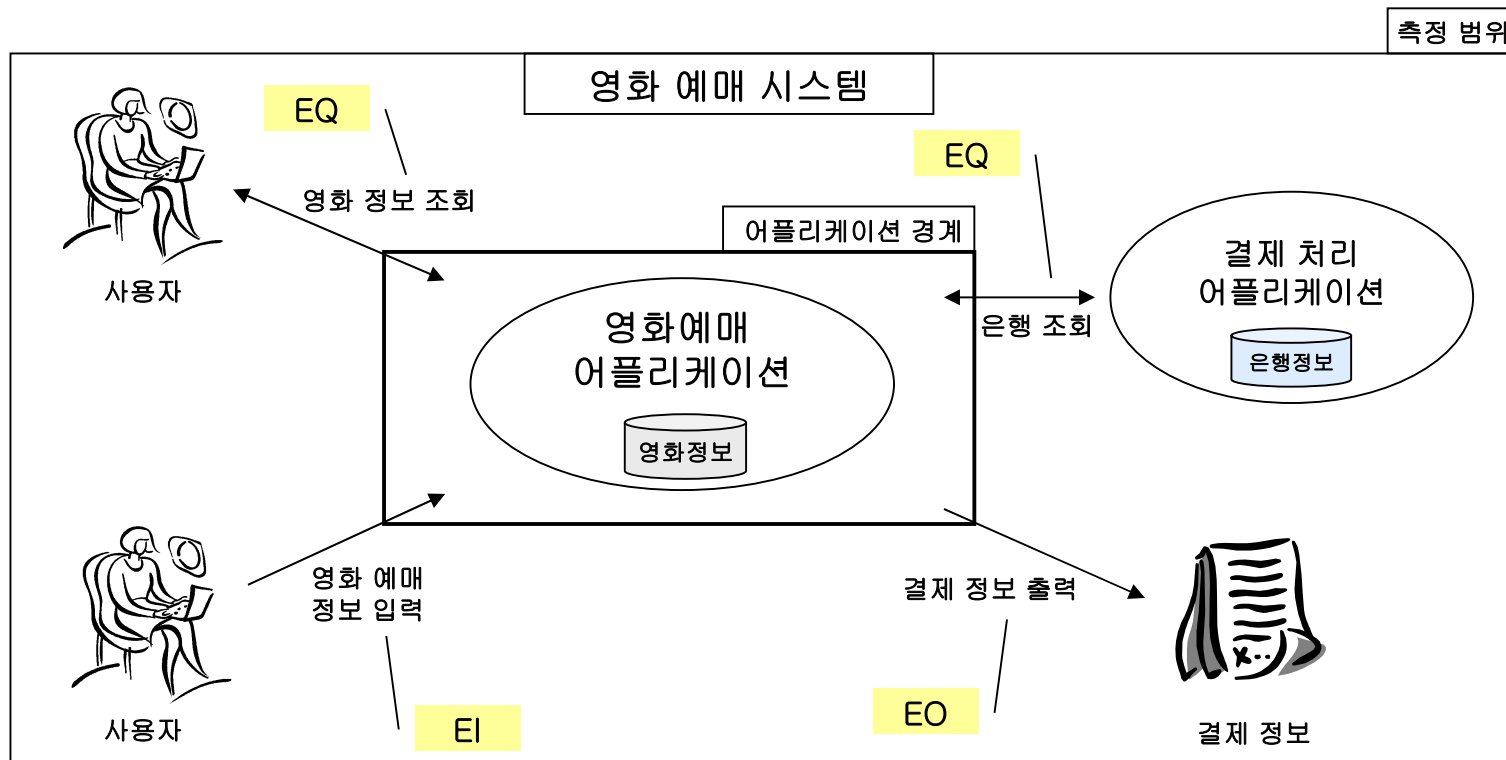 측정 범위
영화 예매 시스템
EQ
EQ
영화 정보 조회
어플리케이션 경계
결제 처리
어플리케이션
사용자
은행 조회
영화예매
어플리케이션
은행정보
영화정보
영화 예매
정보 입력
결제 정보 출력
EI
EO
사용자
결제 정보